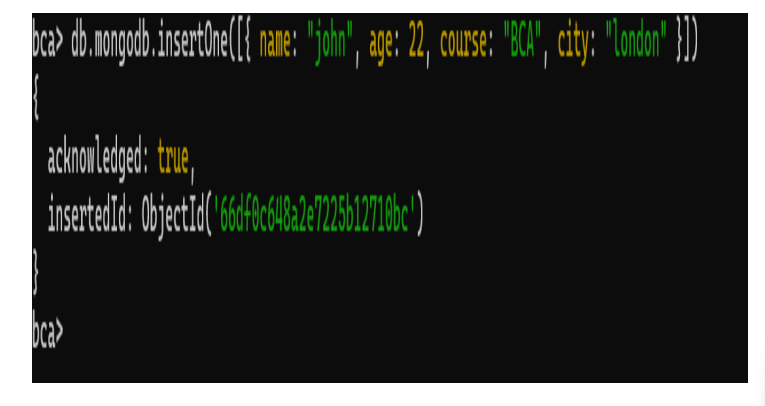 bca> db.mongodb.insertOne([{ name: "john", age: 22, course: "BCA", city: "london" }])
{
  acknowledged: true,
  insertedId: ObjectId('66df0c648a2e7225b12710bc')
}
bca>